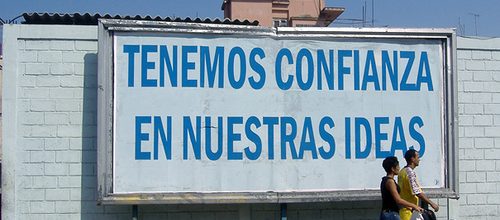 TENEMOS CONFIANZA
EN NUESTRAS IDEAS